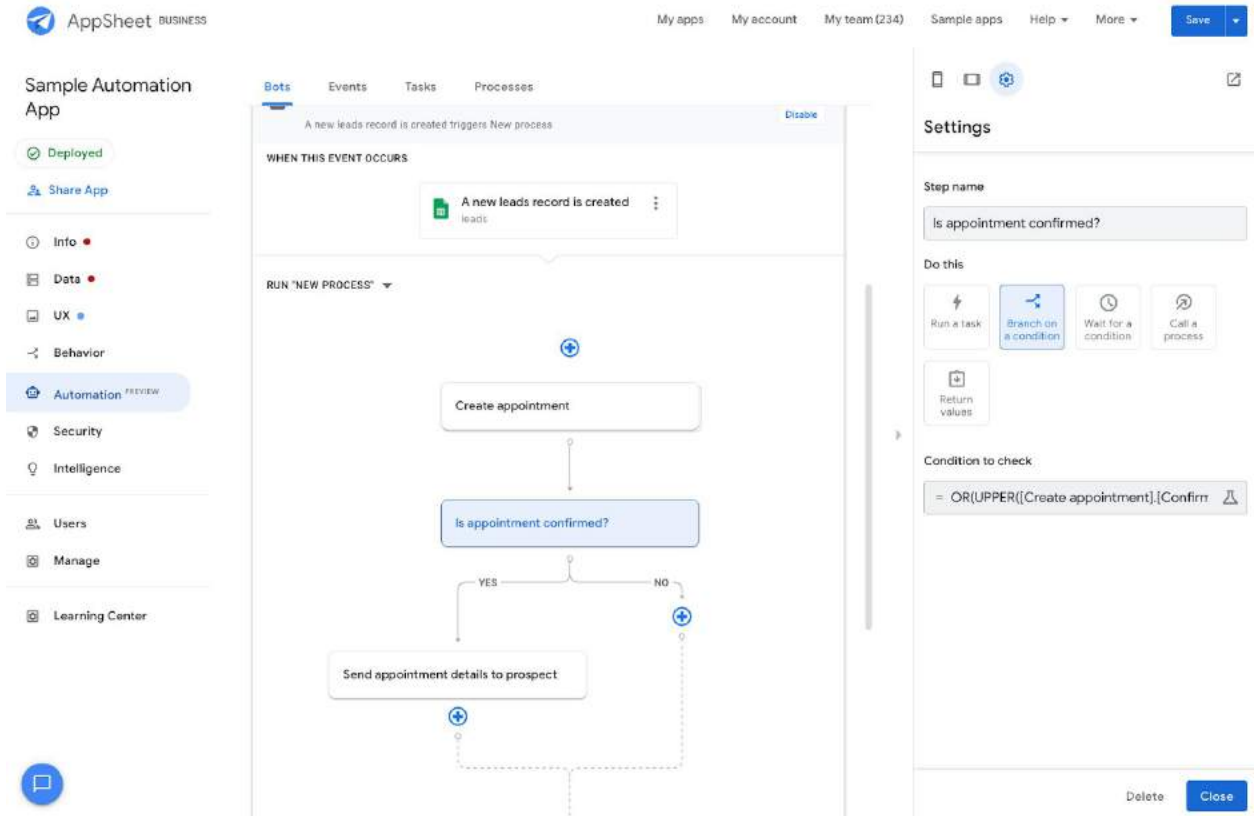 AppSheet BUSINESS
My apps My account My team (234) Sample apps Help More Save
Sample Automation
App
Deployed
Share App
Info
Data
UX
Behavior
Automation PREVIEW
Security
Intelligence
Users
Manage
Learning Center
Bots Events Tasks Processes
A new leads record is created triggers New process
Disable
WHEN THIS EVENT OCCURS
A new leads record is created
leads
RUN "NEW PROCESS"
Create appointment
Is appointment confirmed?
YES NO
Send appointment details to prospect
Settings
Step name
Is appointment confirmed?
Do this
Run a task
Branch on
a condition
Wait for a
condition
Call a
process
Return
values
Condition to check
= OR(UPPER([Create appointment].[Confirm
Delete Close